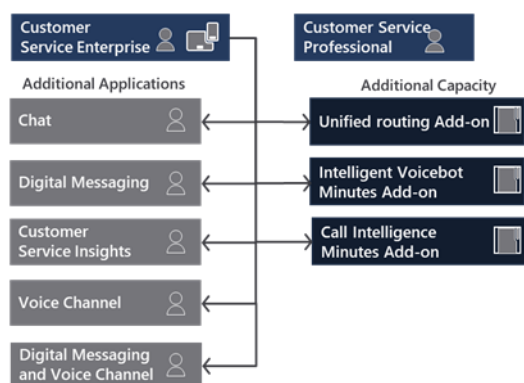 Customer
Service Enterprise
Customer Service
Professional
Additional Applications
Additional Capacity
Chat
Unified routing Add-on
Digital Messaging
Intelligent Voicebot
Minutes Add-on
Customer
Service Insights
Call Intelligence
Minutes Add-on
Voice Channel
Digital Messaging
and Voice Channel